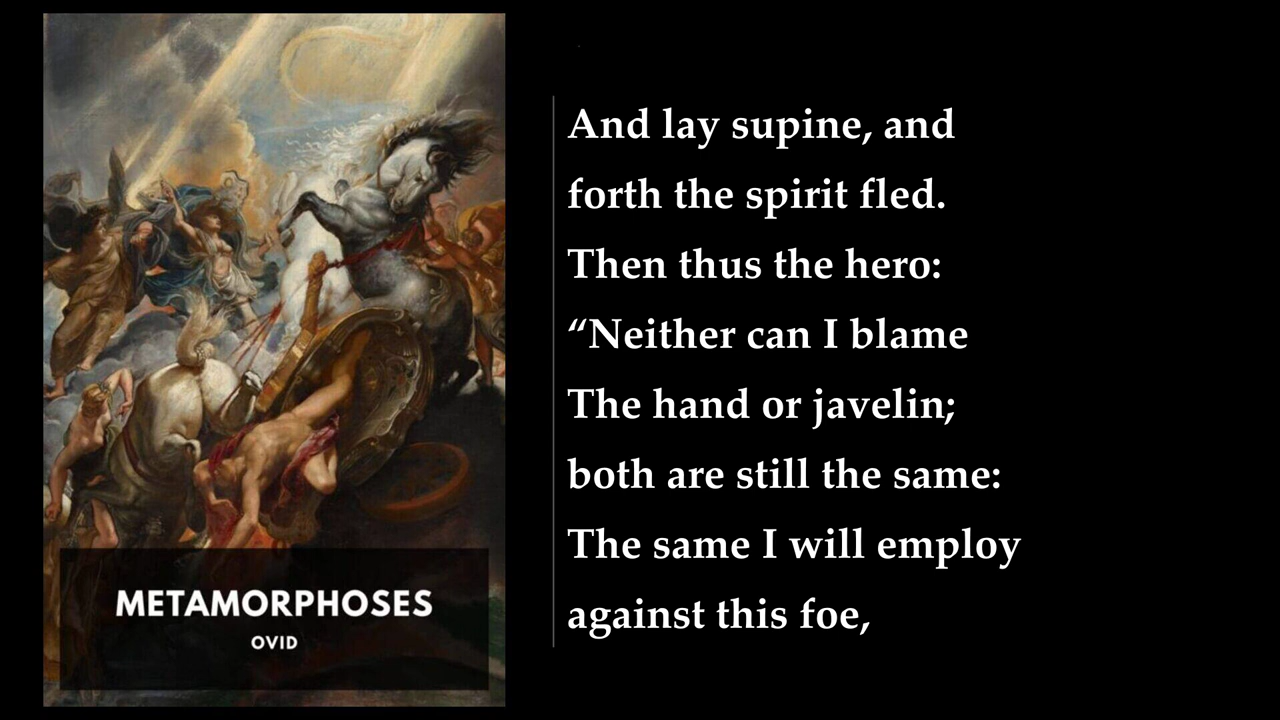 METAMORPHOSES
OVID
And lay supine, and
forth the spirit fled.
Then thus the hero:
“Neither can I blame
The hand or javelin;
both are still the same:
The same I will employ
against this foe,